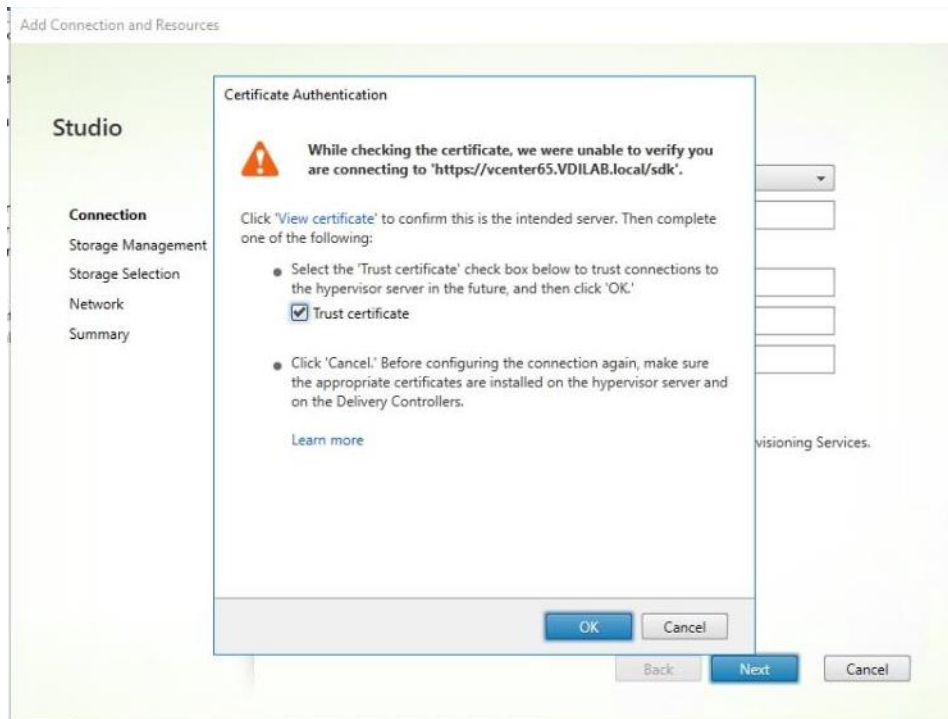 Add Connection and Resources
Studio
Connection
Storage Management
Storage Selection
Network
Summary
Certificate Authentication
While checking the certificate, we were unable to verify you
are connecting to 'https://vcenter65.VDILAB.local/sdk'.
Click 'View certificate' to confirm this is the intended server. Then complete
one of the following:
Select the 'Trust certificate' check box below to trust connections to
the hypervisor server in the future, and then click 'OK.'
Trust certificate
Click 'Cancel.' Before configuring the connection again, make sure
the appropriate certificates are installed on the hypervisor server and
on the Delivery Controllers.
Learn more
visioning Services.
OK
Cancel
Back
Next
Cancel